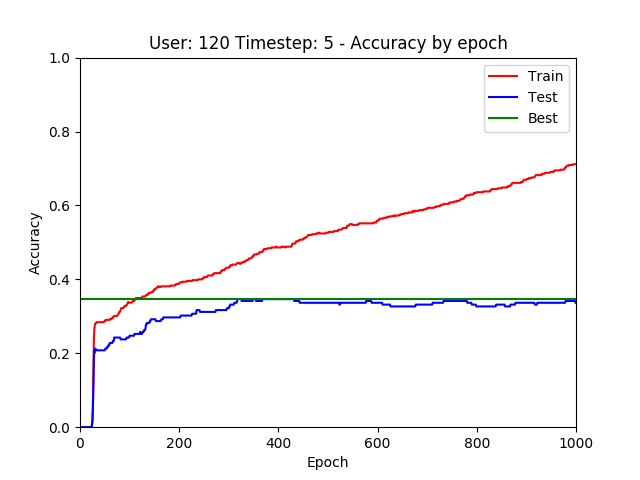 User: 120 Timestep: 5 - Accuracy by epoch
1.0
0.8
0.6
0.4
0.2
0.0
Accuracy
Train
Test
Best
0 200 400 600 800 1000
Epoch